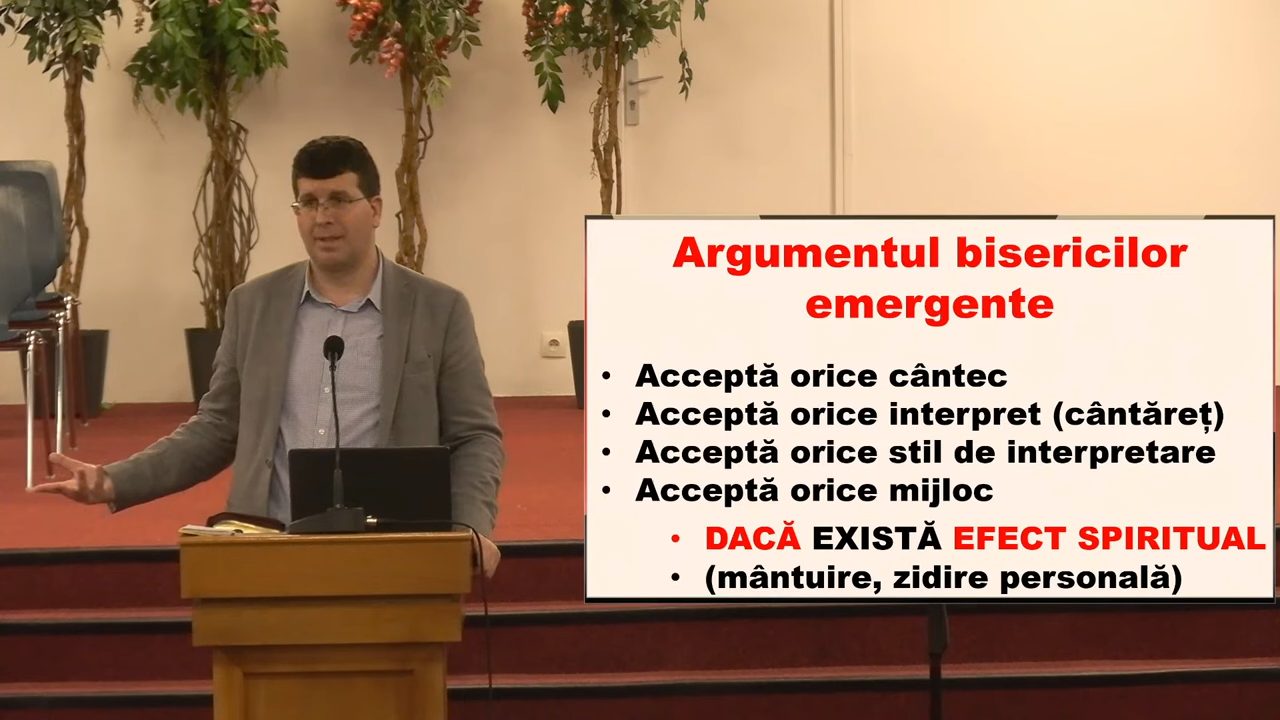 Argumentul bisericilor
emergente
• Acceptă orice cântec
• Acceptă orice interpret (cântăreț)
• Acceptă orice stil de interpretare
• Acceptă orice mijloc
• DACĂ EXISTĂ EFECT SPIRITUAL
• (mântuire, zidire personală)